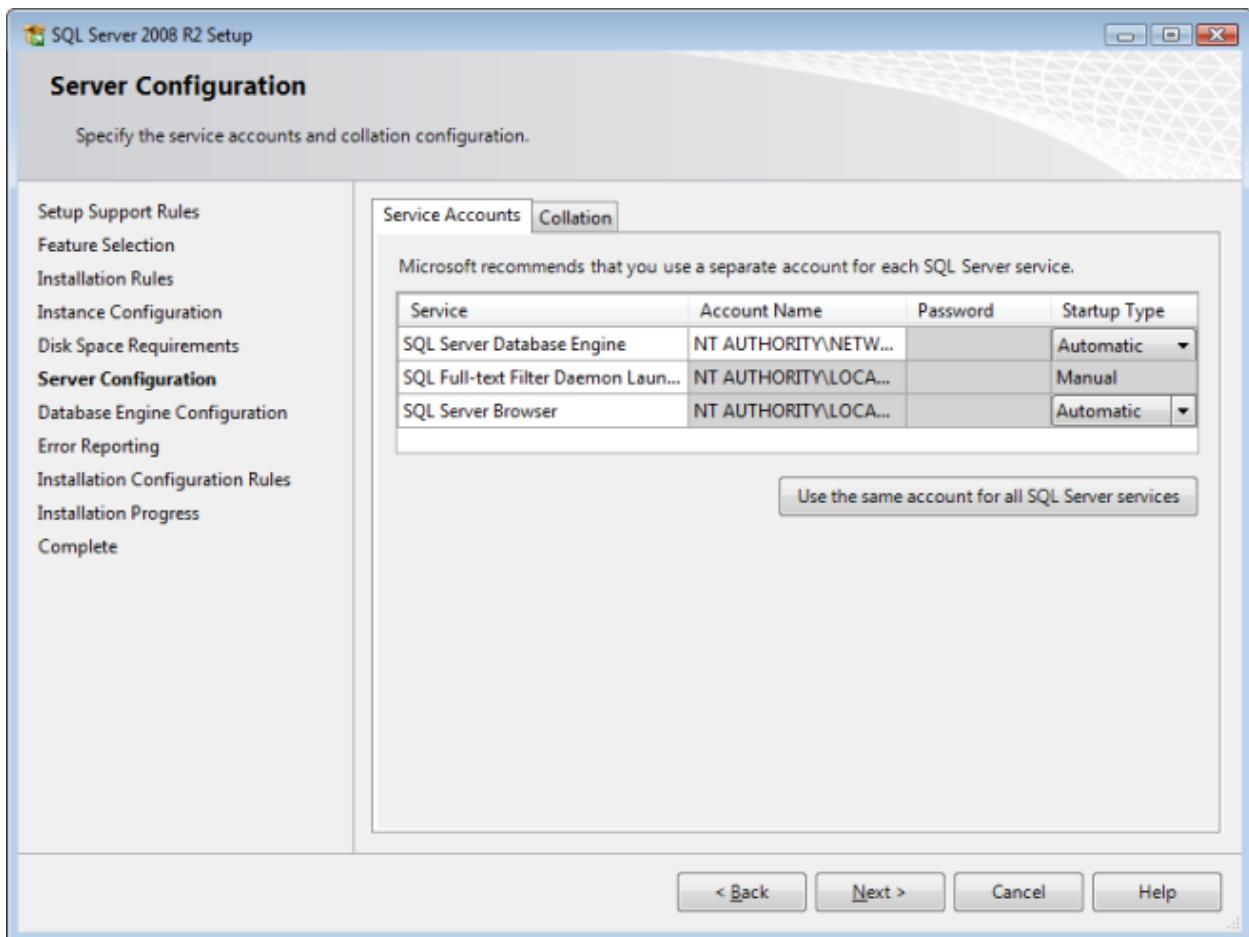 SQL Server 2008 R2 Setup
Server Configuration
Specify the service accounts and collation configuration.
Setup Support Rules
Feature Selection
Installation Rules
Instance Configuration
Disk Space Requirements
Server Configuration
Database Engine Configuration
Error Reporting
Installation Configuration Rules
Installation Progress
Complete
Service Accounts Collation
Microsoft recommends that you use a separate account for each SQL Server service.
Service Account Name Password Startup Type
SQL Server Database Engine NT AUTHORITY\NETW... Automatic
SQL Full-text Filter Daemon Laun... NT AUTHORITY\LOCA... Manual
SQL Server Browser NT AUTHORITY\LOCA... Automatic
Use the same account for all SQL Server services
< Back Next > Cancel Help